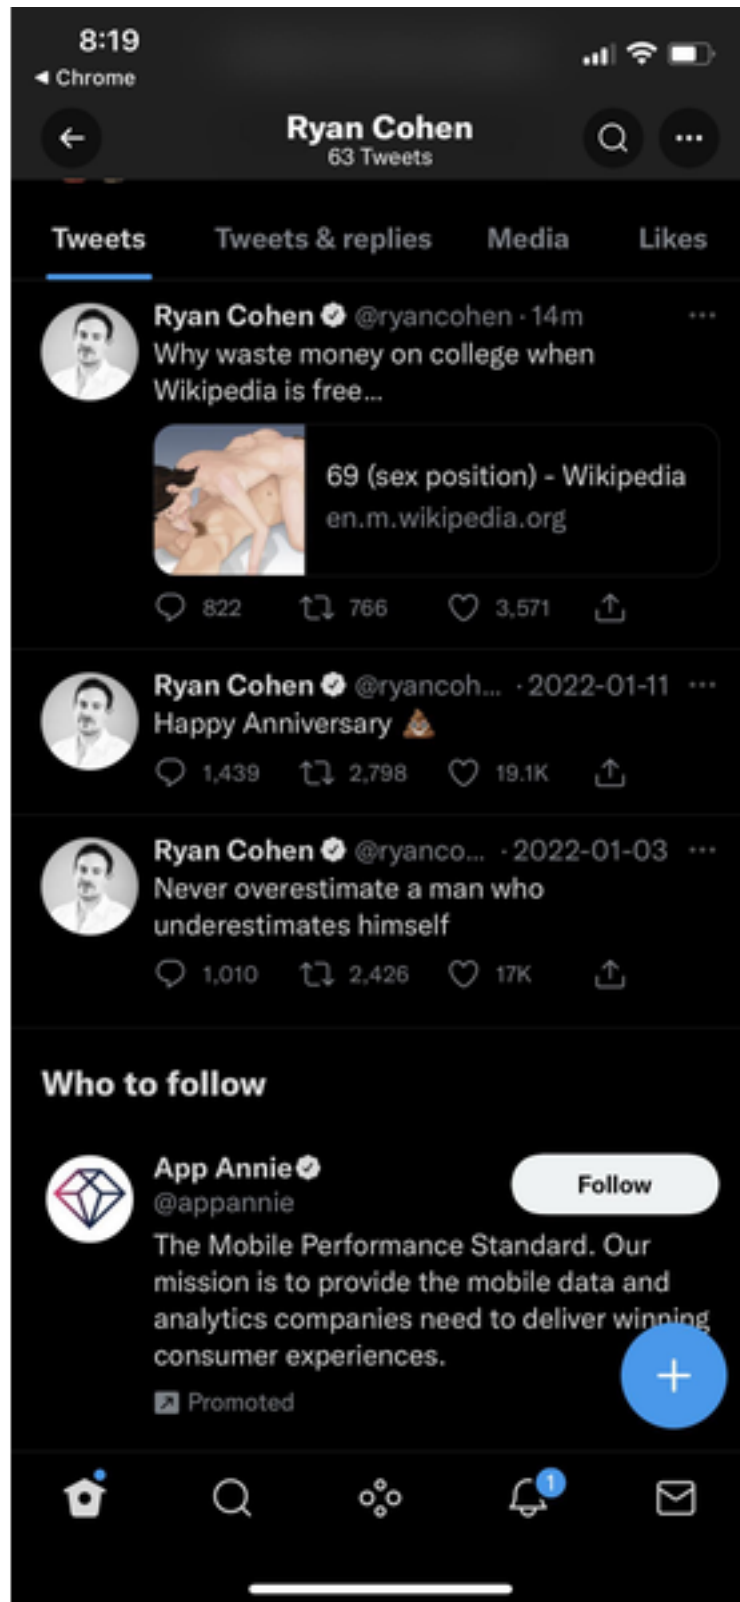 8:19
◀ Chrome
Ryan Cohen
63 Tweets
Tweets Tweets & replies Media Likes
Ryan Cohen @ryancohen · 14m
Why waste money on college when
Wikipedia is free...
69 (sex position) - Wikipedia
en.m.wikipedia.org
822 766 3,571
Ryan Cohen @ryancoh... · 2022-01-11
Happy Anniversary 💩
1,439 2,798 19.1K
Ryan Cohen @ryanco... · 2022-01-03
Never overestimate a man who
underestimates himself
1,010 2,426 17K
Who to follow
App Annie
@appannie
Follow
The Mobile Performance Standard. Our
mission is to provide the mobile data and
analytics companies need to deliver winning
consumer experiences.
Promoted
1